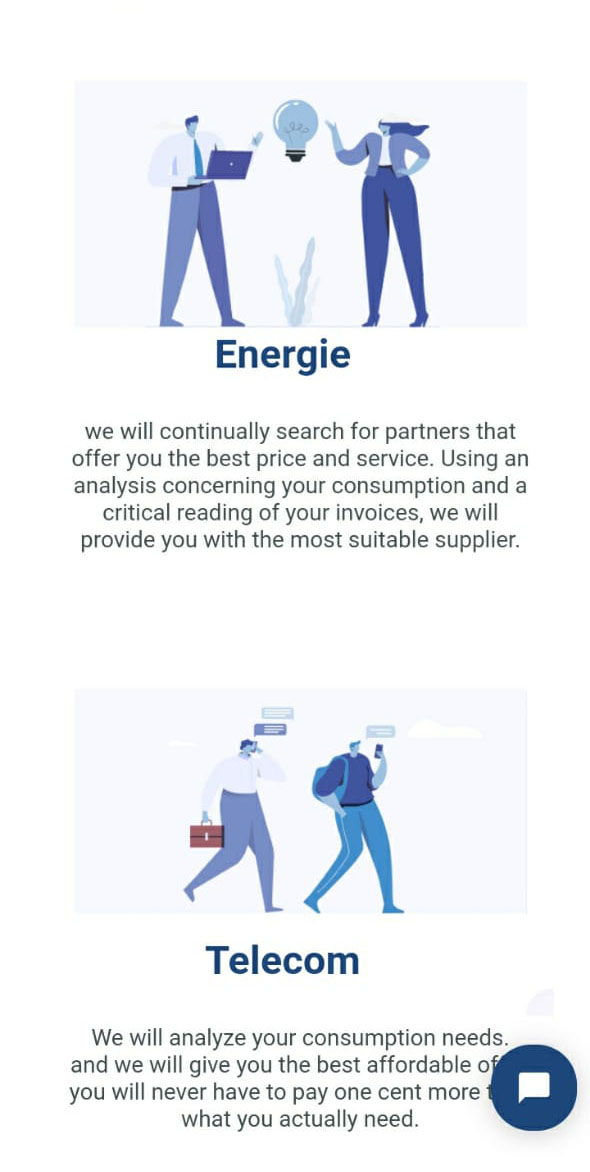 Energie
we will continually search for partners that
offer you the best price and service. Using an
analysis concerning your consumption and a
critical reading of your invoices, we will
provide you with the most suitable supplier.
Telecom
We will analyze your consumption needs.
and we will give you the best affordable
you will never have to pay one cent more
what you actually need.